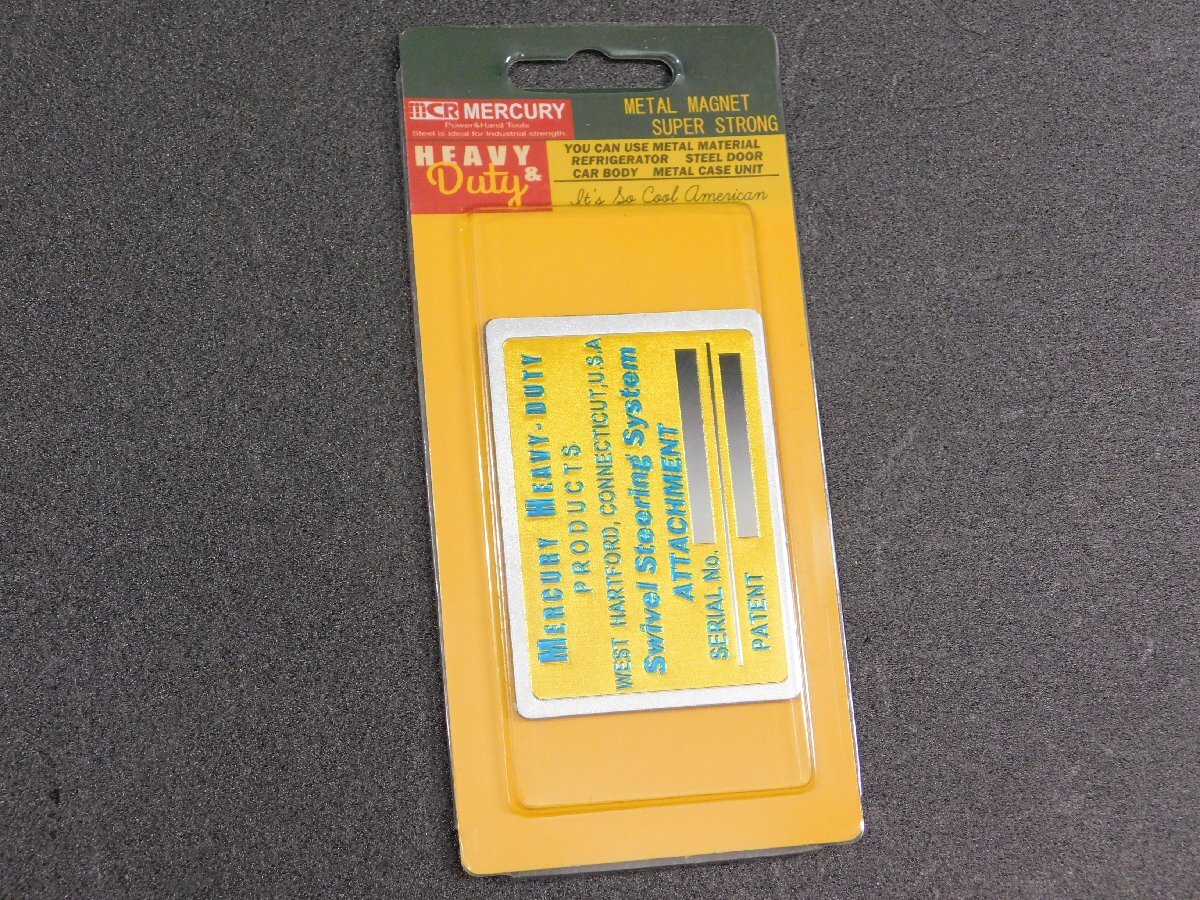 MCR MERCURY
Power&Hand Tools
Steel is ideal for Industrial strength.
METAL MAGNET
SUPER STRONG
HEAVY
& Duty
YOU CAN USE METAL MATERIAL
REFRIGERATOR STEEL DOOR
CAR BODY METAL CASE UNIT
It's So Cool American
MERCURY HEAVY-DUTY
PRODUCTS
WEST HARTFORD, CONNECTICUT,U.S.A
Swivel Steering System
ATTACHMENT
SERIAL No.
PATENT